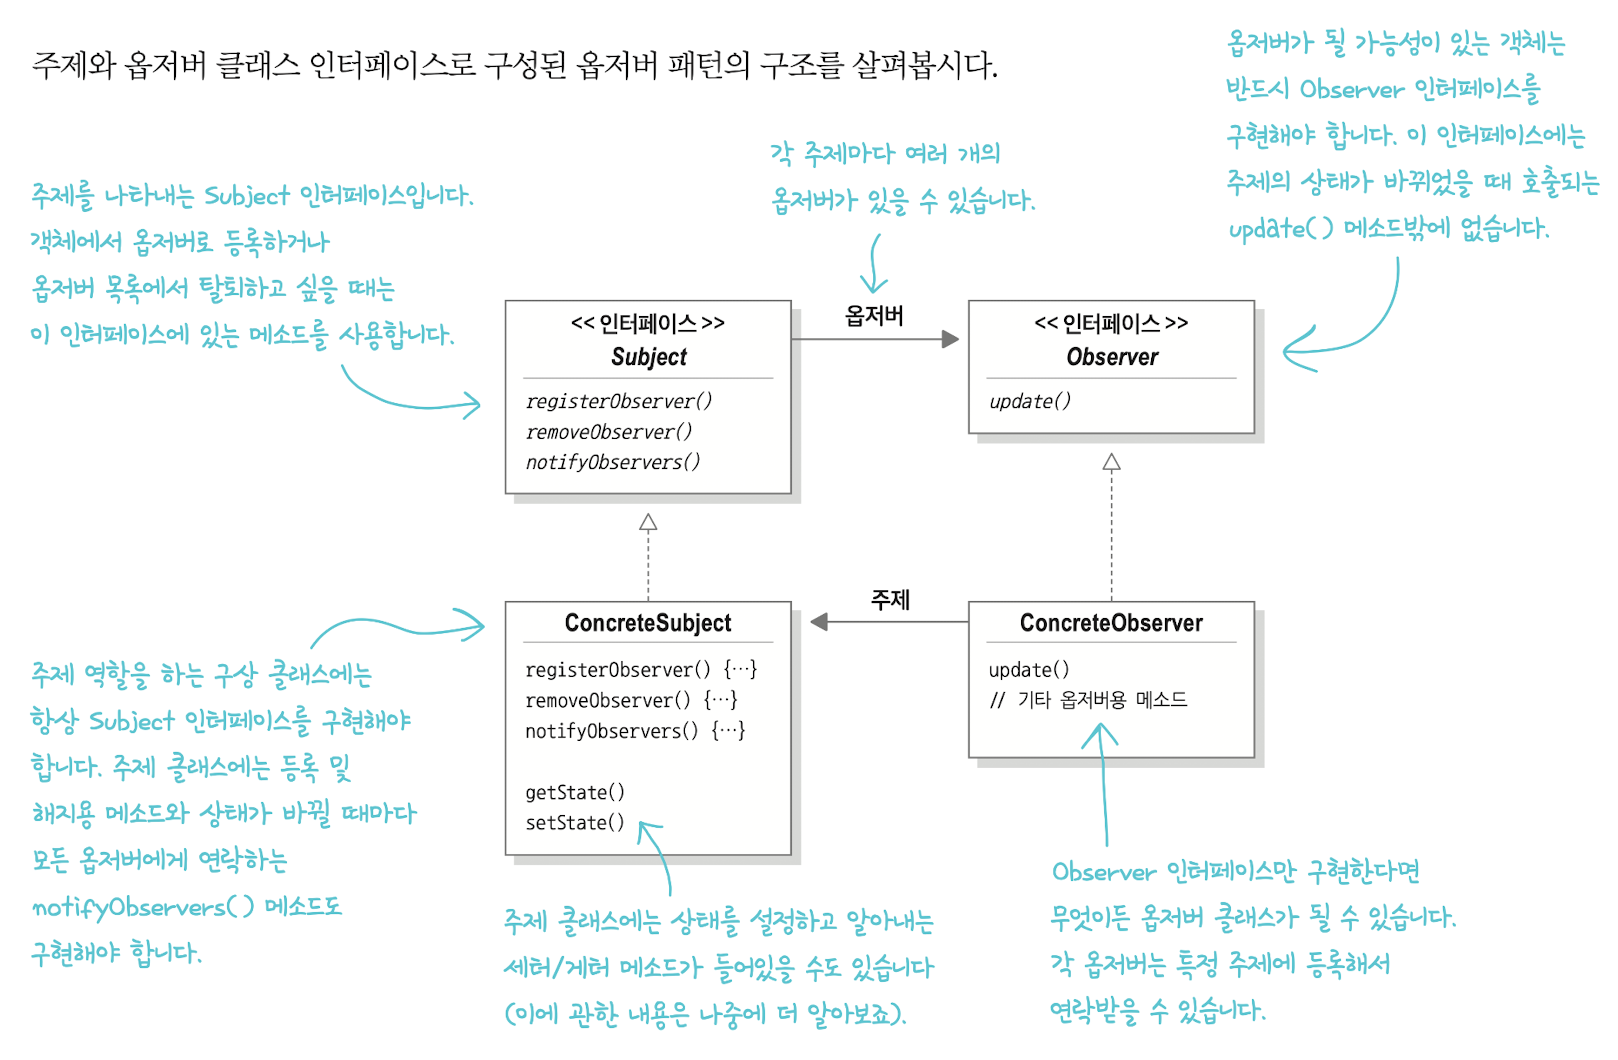 주제와 옵저버 클래스 인터페이스로 구성된 옵저버 패턴의 구조를 살펴봅시다.
주제를 나타내는 Subject 인터페이스입니다.
객체에서 옵저버로 등록하거나
옵저버 목록에서 탈퇴하고 싶을 때는
이 인터페이스에 있는 메소드를 사용합니다.
각 주제마다 여러 개의
옵저버가 있을 수 있습니다.
옵저버가 될 가능성이 있는 객체는
반드시 Observer 인터페이스를
구현해야 합니다. 이 인터페이스에는
주제의 상태가 바뀌었을 때 호출되는
update() 메소드밖에 없습니다.
<< 인터페이스 >>
Subject
registerObserver()
removeObserver()
notifyObservers()
옵저버
<< 인터페이스 >>
Observer
update()
주제 역할을 하는 구상 클래스에는
항상 Subject 인터페이스를 구현해야
합니다. 주제 클래스에는 등록 및
해지용 메소드와 상태가 바뀔 때마다
모든 옵저버에게 연락하는
notifyObservers() 메소드도
구현해야 합니다.
ConcreteSubject
registerObserver() {···}
removeObserver() {···}
notifyObservers() {···}
getState()
setState()
주제
ConcreteObserver
update()
// 기타 옵저버용 메소드
주제 클래스에는 상태를 설정하고 알아내는
세터/게터 메소드가 들어있을 수도 있습니다
(이에 관한 내용은 나중에 더 알아보죠).
Observer 인터페이스만 구현한다면
무엇이든 옵저버 클래스가 될 수 있습니다.
각 옵저버는 특정 주제에 등록해서
연락받을 수 있습니다.